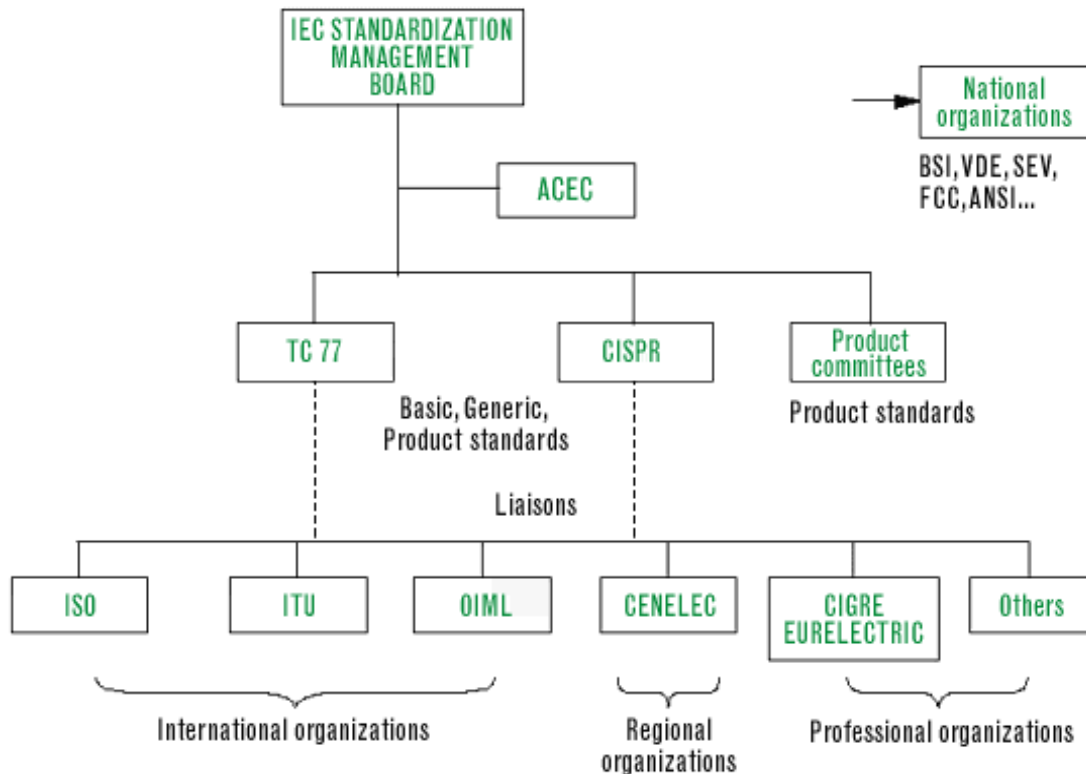 IEC STANDARDIZATION
MANAGEMENT
BOARD
National
organizations
BSI, VDE, SEV,
FCC, ANSI...
ACEC
TC 77
CISPR
Product
committees
Basic, Generic,
Product standards
Product standards
Liaisons
ISO
ITU
OIML
CENELEC
CIGRE
EURELECTRIC
Others
International organizations
Regional
organizations
Professional organizations